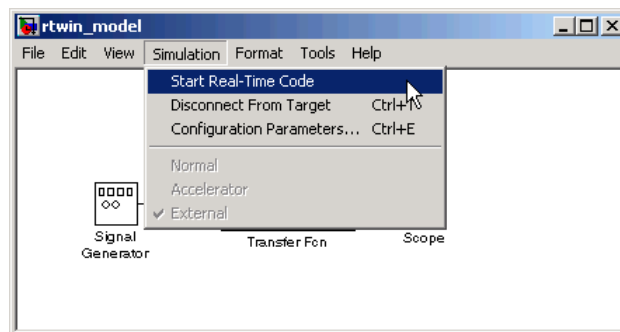 rtwin_model
File Edit View Simulation Format Tools Help
Start Real-Time Code
Disconnect From Target
Configuration Parameters... Ctrl+E
Normal
Accelerator
External
Signal Generator
Transfer Fcn
Scope